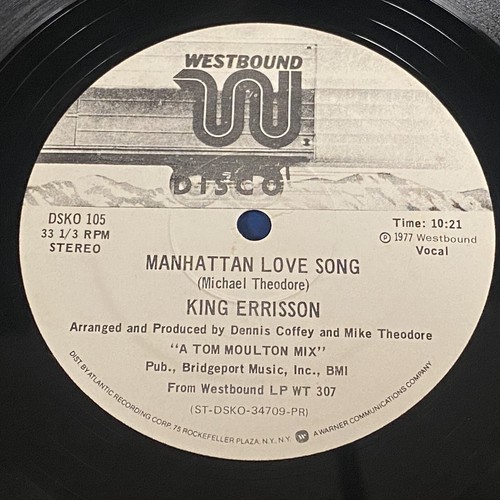 WESTBOUND
DISCO
DSKO 105
33 1/3 RPM
STEREO
Time: 10:21
℗ 1977 Westbound
Vocal
MANHATTAN LOVE SONG
(Michael Theodore)
KING ERRISSON
Arranged and Produced by Dennis Coffey and Mike Theodore
"A TOM MOULTON MIX"
Pub., Bridgeport Music, Inc., BMI
From Westbound LP WT 307
(ST-DSKO-34709-PR)
DIST. BY ATLANTIC RECORDING CORP. 75 ROCKEFELLER PLAZA, N.Y., N.Y. A WARNER COMMUNICATIONS COMPANY